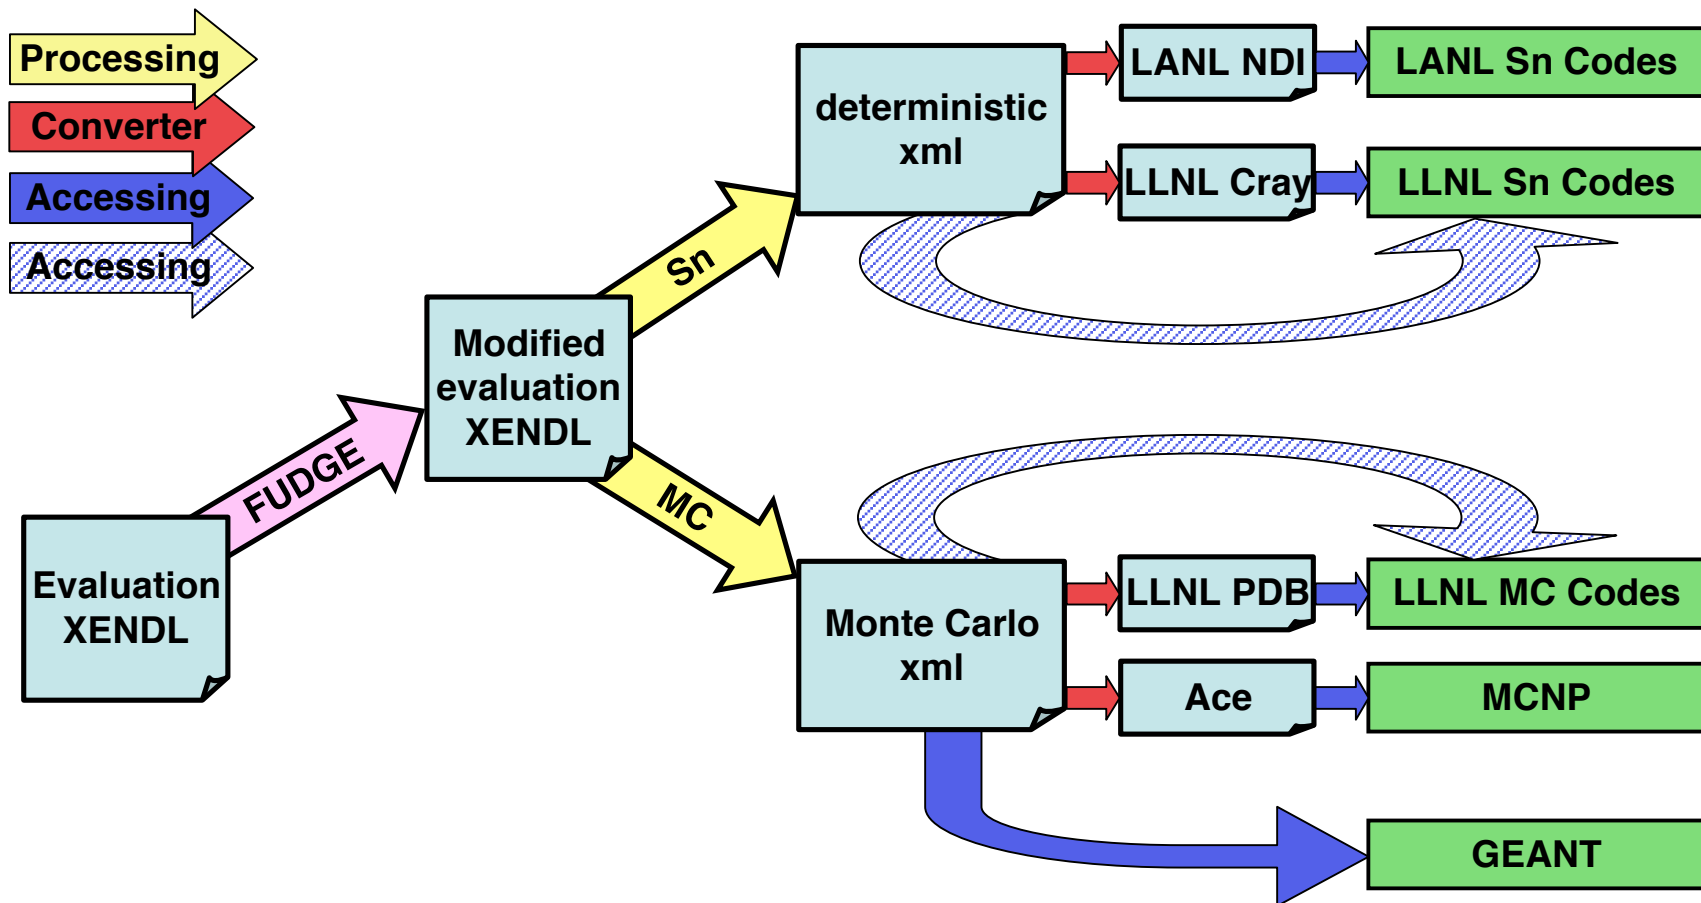 Processing
Converter
Accessing
Accessing
Evaluation
XENDL
FUDGE
Modified
evaluation
XENDL
Sn
MC
deterministic
xml
LANL NDI
LANL Sn Codes
LLNL Cray
LLNL Sn Codes
Monte Carlo
xml
LLNL PDB
LLNL MC Codes
Ace
MCNP
GEANT